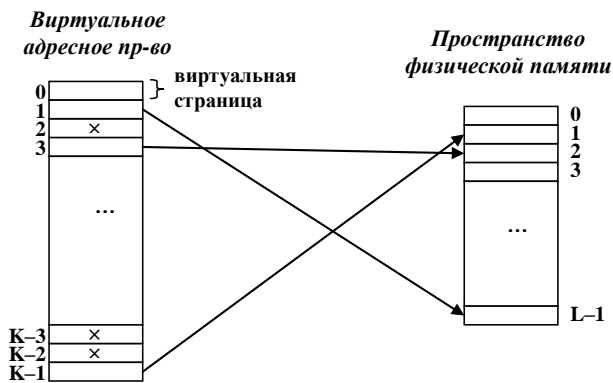 Виртуальное
адресное пр-во
0
1
2 ×
3
...
K–3 ×
K–2 ×
K–1
виртуальная
страница
Пространство
физической памяти
0
1
2
3
...
L–1